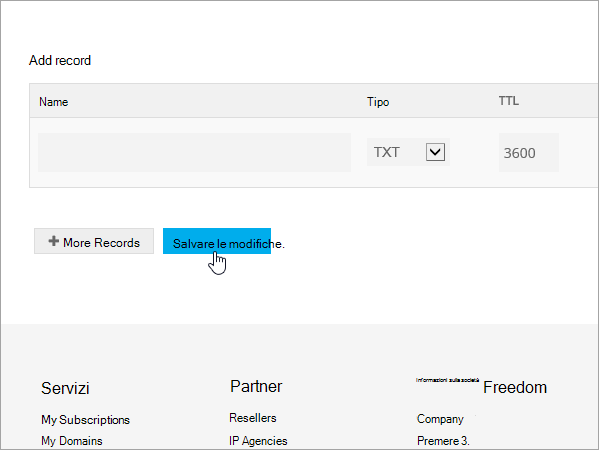 Add record
Name Tipo TTL
TXT 3600
More Records Salvare le modifiche.
Servizi Partner Informazioni sulla società Freedom
My Subscriptions Resellers Company
My Domains IP Agencies Premere 3.